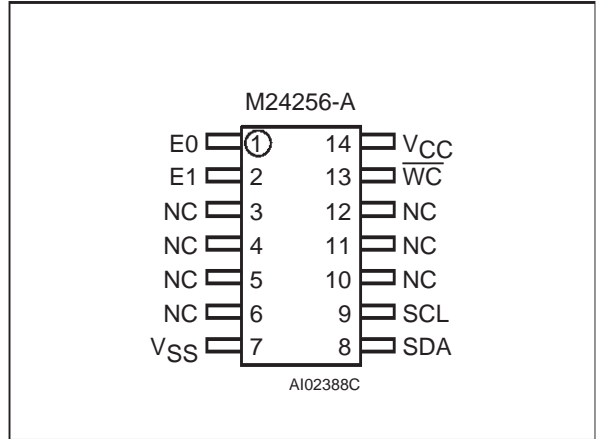 M24256-A
E0 1 14 VCC
E1 2 13 WC
NC 3 12 NC
NC 4 11 NC
NC 5 10 NC
NC 6 9 SCL
VSS 7 8 SDA
AI02388C